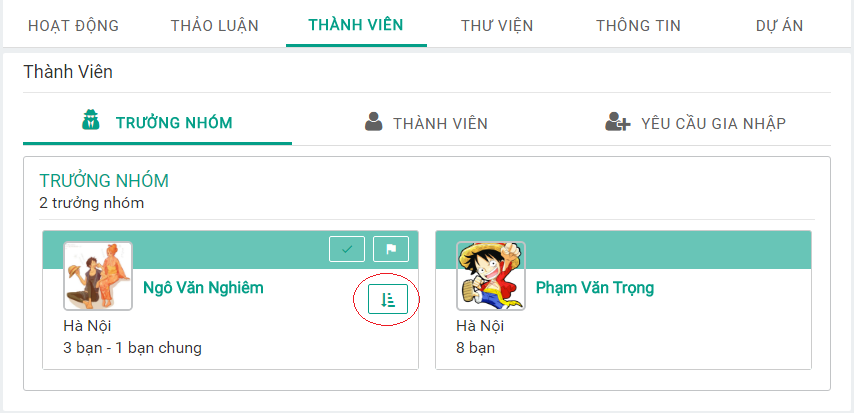 HOẠT ĐỘNG THẢO LUẬN THÀNH VIÊN THƯ VIỆN THÔNG TIN DỰ ÁN
Thành Viên
TRƯỞNG NHÓM THÀNH VIÊN YÊU CẦU GIA NHẬP
TRƯỞNG NHÓM
2 trưởng nhóm
Ngô Văn Nghiêm
Hà Nội
3 bạn - 1 bạn chung
Phạm Văn Trọng
Hà Nội
8 bạn